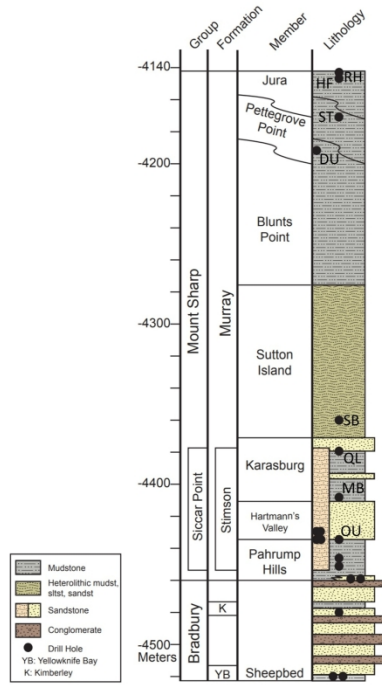 Group
Formation
Member
Lithology
-4140
Jura
HF RH
Pettegrove
Point
ST
-4200
DU
Blunts
Point
Mount Sharp
Murray
-4300
Sutton
Island
SB
Karasburg
QL
-4400
MB
Siccar Point
Stimson
Hartmann's
Valley
OU
Pahrump
Hills
Bradbury
K
-4500
Meters
YB
Sheepbed
Mudstone
Heterolithic mudst,
sltst, sandst
Sandstone
Conglomerate
Drill Hole
YB: Yellowknife Bay
K: Kimberley